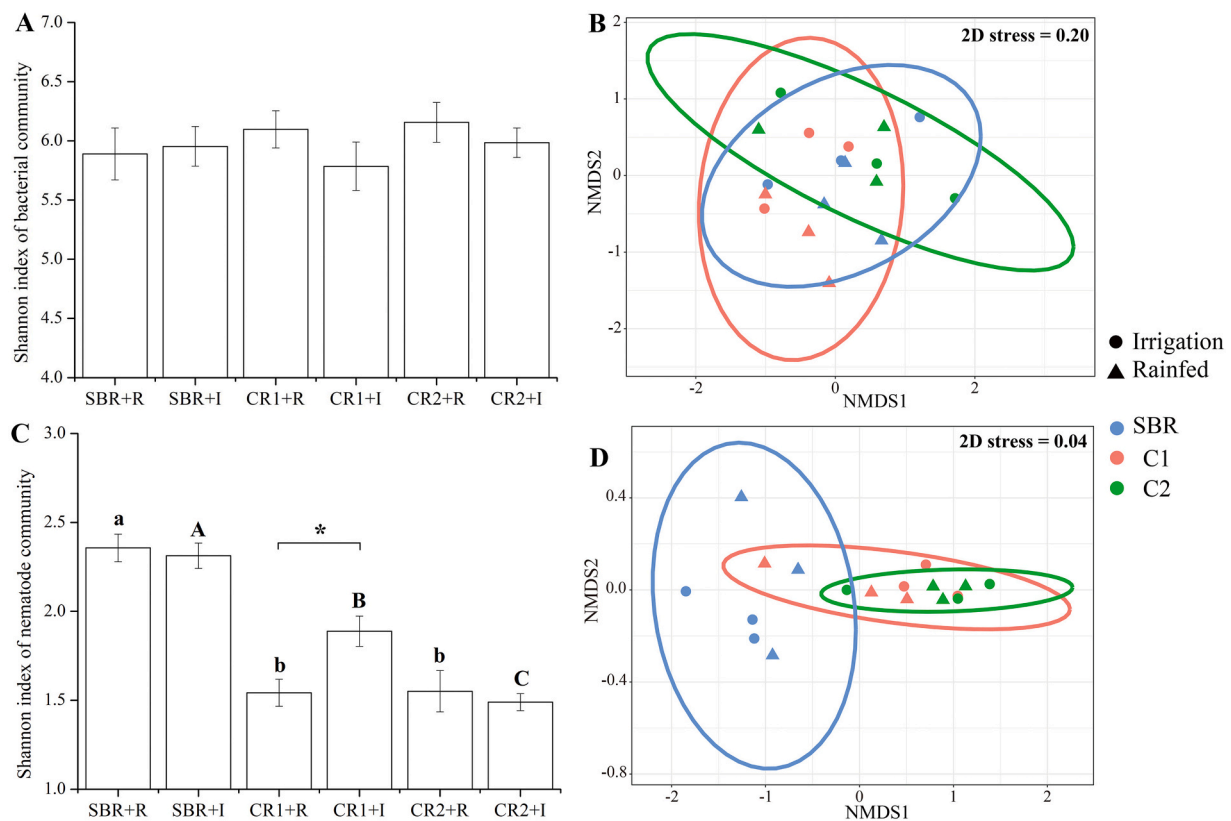 A
Shannon index of bacterial community
7.0
6.5
6.0
5.5
5.0
4.5
4.0
SBR+R SBR+I CR1+R CR1+I CR2+R CR2+I
B
2D stress = 0.20
NMDS2
2
1
0
-1
-2
-2 0 2
NMDS1
Irrigation
Rainfed
SBR
C1
C2
C
Shannon index of nematode community
3.0
2.5
2.0
1.5
1.0
a A b * B b C
SBR+R SBR+I CR1+R CR1+I CR2+R CR2+I
D
2D stress = 0.04
NMDS2
0.4
0.0
-0.4
-0.8
-2 -1 0 1 2
NMDS1